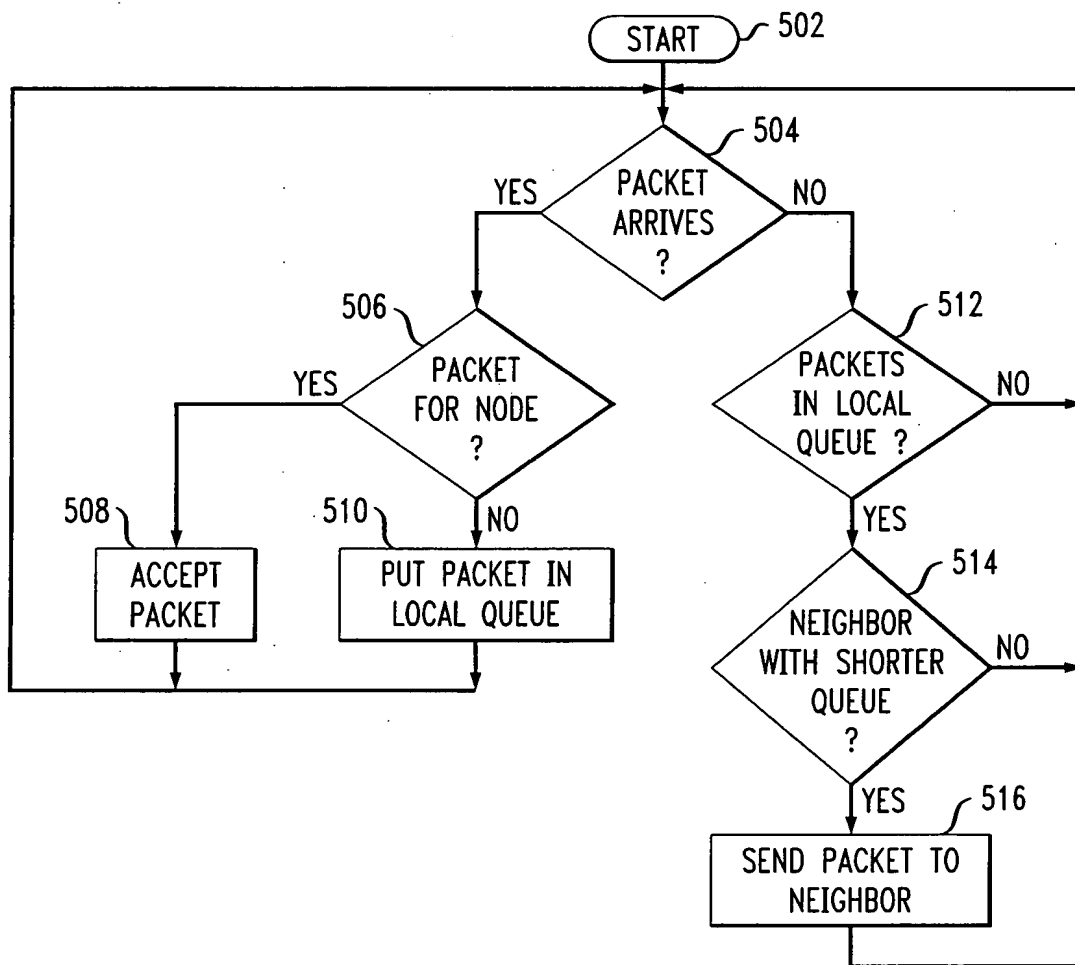 START
502
504
PACKET
ARRIVES
?
YES
NO
506
PACKET
FOR NODE
?
YES
NO
508
ACCEPT
PACKET
510
PUT PACKET IN
LOCAL QUEUE
512
PACKETS
IN LOCAL
QUEUE ?
NO
YES
514
NEIGHBOR
WITH SHORTER
QUEUE
?
NO
YES
516
SEND PACKET TO
NEIGHBOR